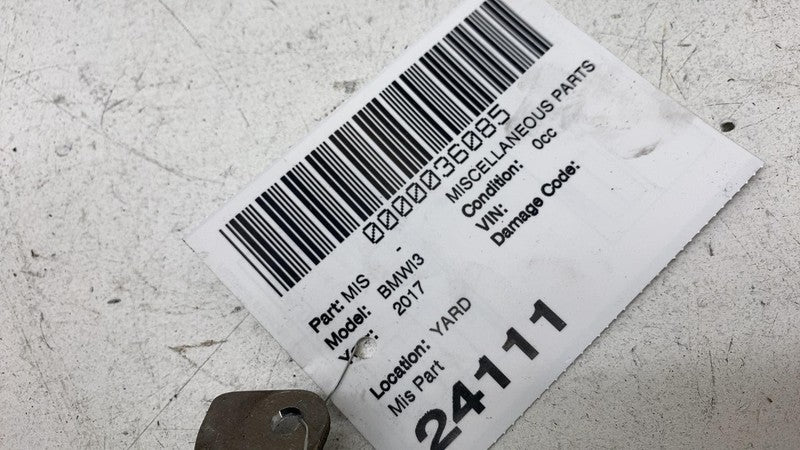 0000036085
Part: MIS - MISCELLANEOUS PARTS
Model: BMWI3 Condition: 0cc
2017 VIN:
Damage Code:
Location: YARD
Mis Part
24111